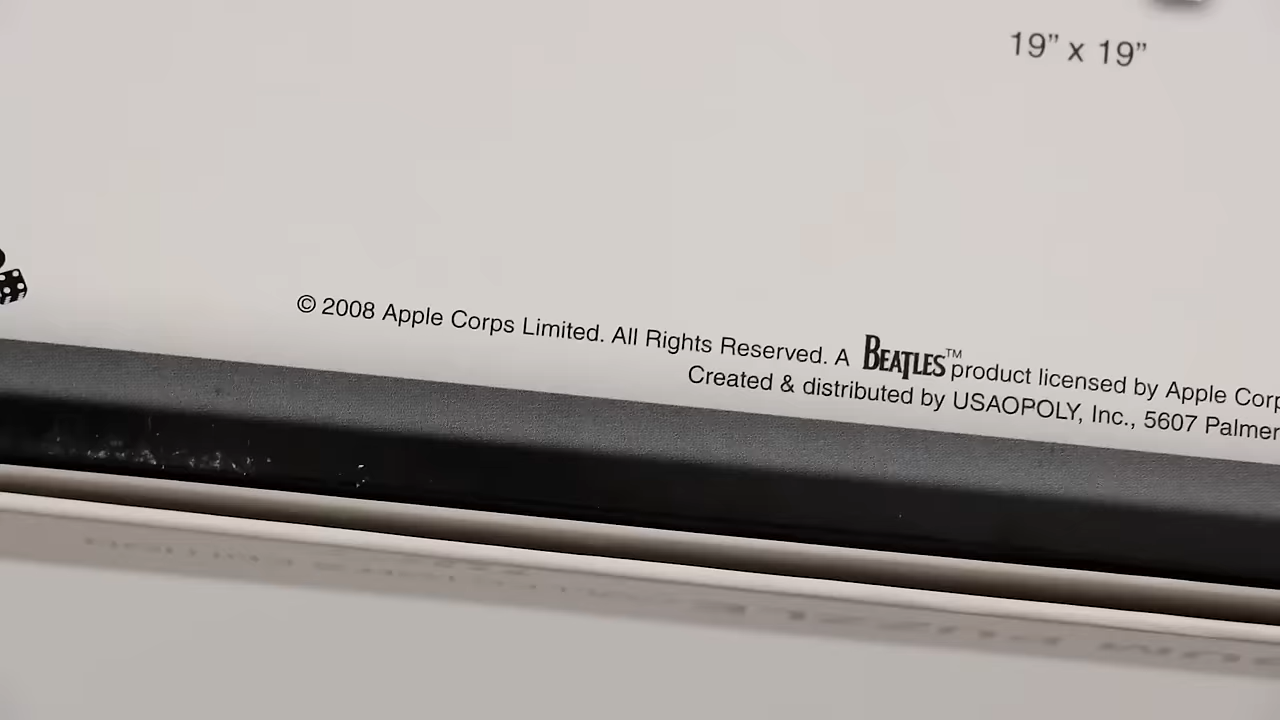 19” x 19”
© 2008 Apple Corps Limited. All Rights Reserved. A BEATLES™ product licensed by Apple Corp
Created & distributed by USAOPOLY, Inc., 5607 Palmer
PUZZLE